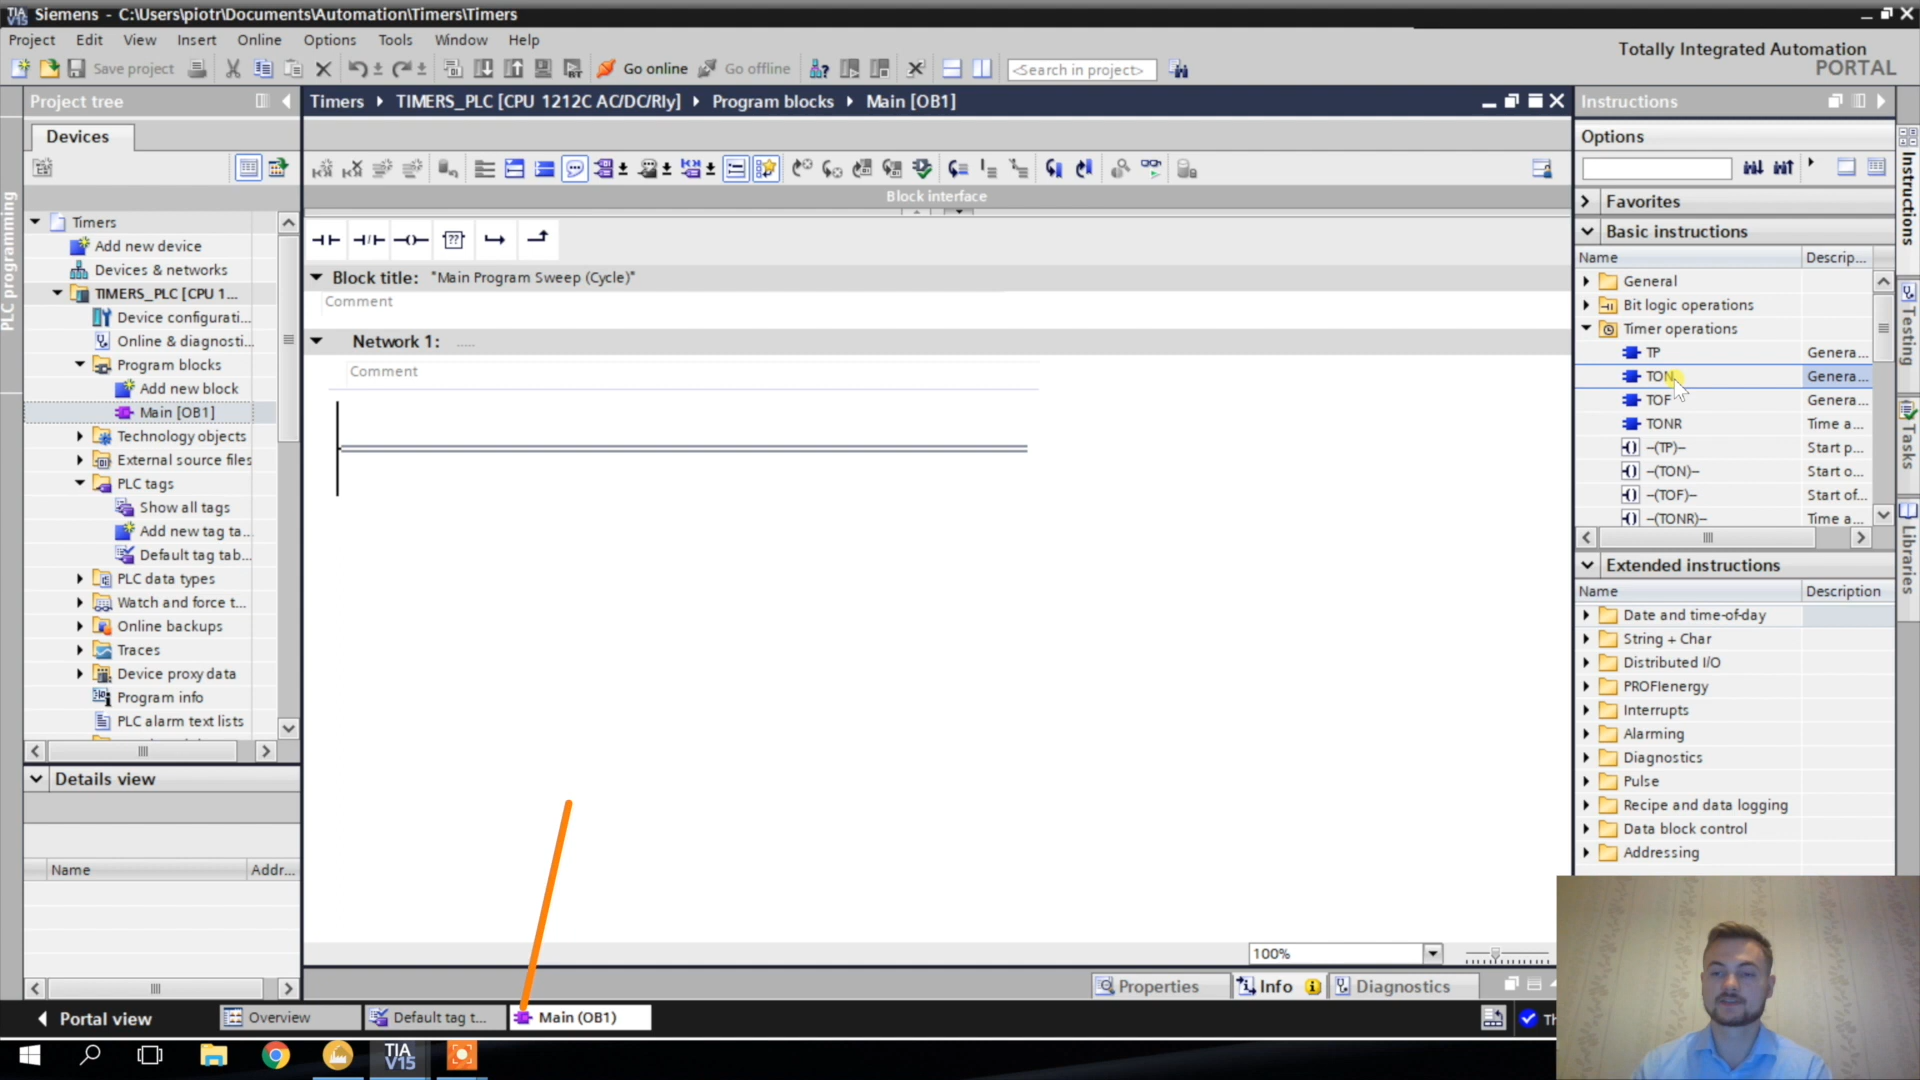 TIA V15 Siemens - C:\Users\piotr\Documents\Automation\Timers\Timers
Project Edit View Insert Online Options Tools Window Help
Totally Integrated Automation
PORTAL
Save project Go online Go offline <Search in project>
Project tree
Timers TIMERS_PLC [CPU 1212C AC/DC/Rly] Program blocks Main [OB1]
Instructions
Devices
Options
Block interface
PLC programming
Timers
Add new device
Devices & networks
TIMERS_PLC [CPU 1...
Device configurati...
Online & diagnosti...
Program blocks
Add new block
Main [OB1]
Technology objects
External source files
PLC tags
Show all tags
Add new tag ta...
Default tag tab...
PLC data types
Watch and force t...
Online backups
Traces
Device proxy data
Program info
PLC alarm text lists
Details view
Name Addr...
??
Block title: "Main Program Sweep (Cycle)"
Comment
Network 1: .....
Comment
100%
Properties Info Diagnostics
Favorites
Basic instructions
Name Descrip...
General
Bit logic operations
Timer operations
TP Genera...
TON Genera...
TOF Genera...
TONR Time a...
-(TP)- Start p...
-(TON)- Start o...
-(TOF)- Start of...
-(TONR)- Time a...
Extended instructions
Name Description
Date and time-of-day
String + Char
Distributed I/O
PROFIenergy
Interrupts
Alarming
Diagnostics
Pulse
Recipe and data logging
Data block control
Addressing
Instructions
Testing
Tasks
Libraries
Portal view Overview Default tag t... Main (OB1) Th
TIA
V15